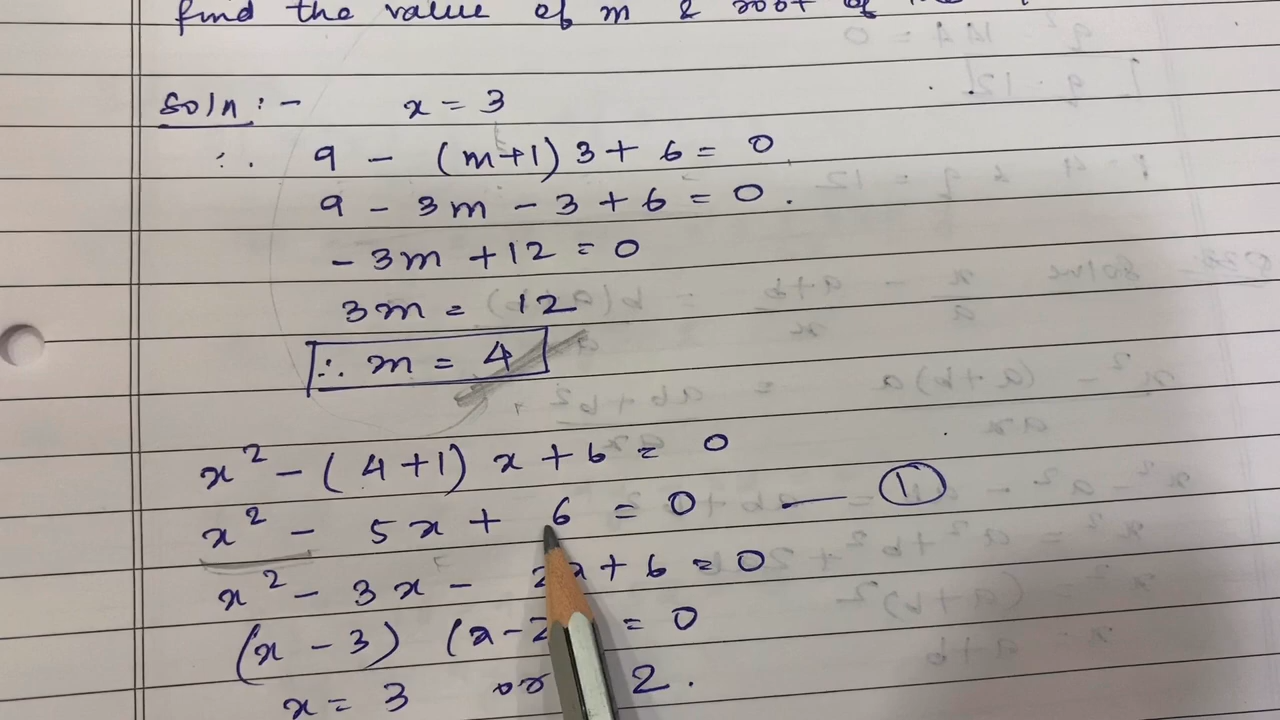 find the value of m & root of the
Soln :- x = 3
∴ 9 - (m+1) 3 + 6 = 0
9 - 3m - 3 + 6 = 0 .
- 3m + 12 = 0
3m = 12
∴ m = 4
x² - (4+1) x + 6 = 0
x² - 5x + 6 = 0 — ①
x² - 3x - 2x + 6 = 0
(x - 3) (x - 2 = 0
x = 3 or 2 .